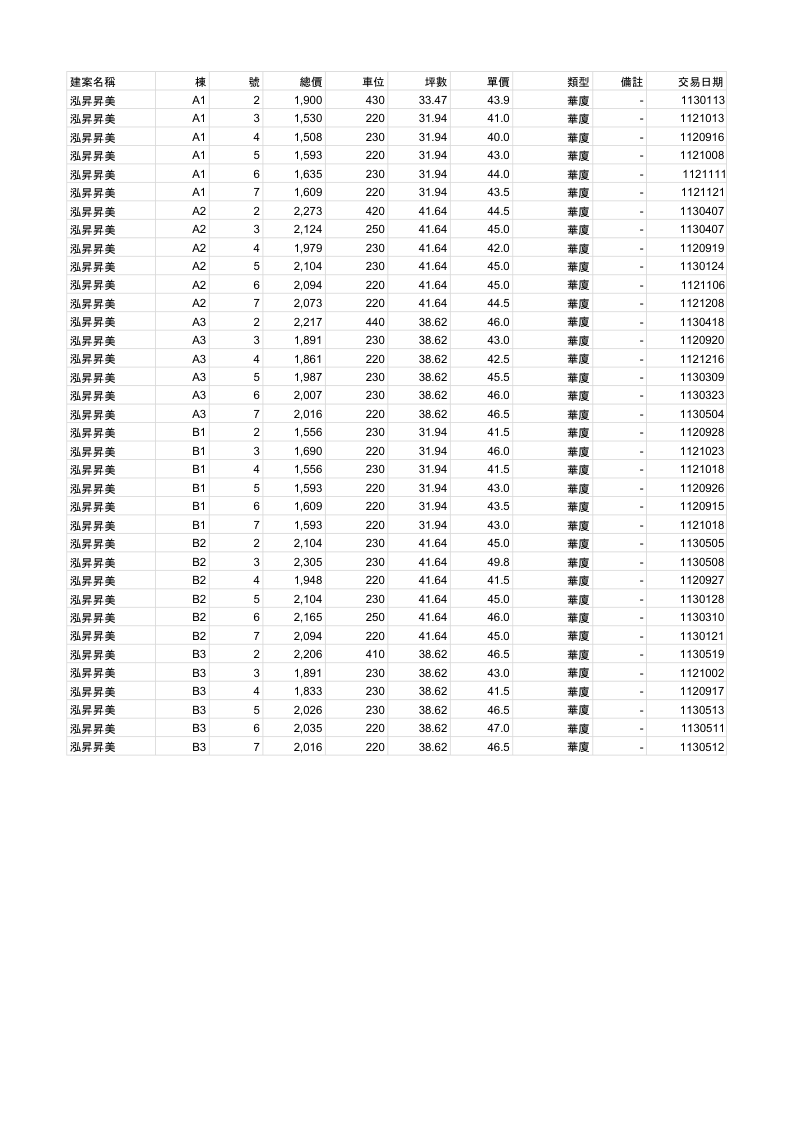 建案名稱 棟 號 總價 車位 坪數 單價 類型 備註 交易日期
泓昇昇美 A1 2 1,900 430 33.47 43.9 華廈 - 1130113
泓昇昇美 A1 3 1,530 220 31.94 41.0 華廈 - 1121013
泓昇昇美 A1 4 1,508 230 31.94 40.0 華廈 - 1120916
泓昇昇美 A1 5 1,593 220 31.94 43.0 華廈 - 1121008
泓昇昇美 A1 6 1,635 230 31.94 44.0 華廈 - 1121111
泓昇昇美 A1 7 1,609 220 31.94 43.5 華廈 - 1121121
泓昇昇美 A2 2 2,273 420 41.64 44.5 華廈 - 1130407
泓昇昇美 A2 3 2,124 250 41.64 45.0 華廈 - 1130407
泓昇昇美 A2 4 1,979 230 41.64 42.0 華廈 - 1120919
泓昇昇美 A2 5 2,104 230 41.64 45.0 華廈 - 1130124
泓昇昇美 A2 6 2,094 220 41.64 45.0 華廈 - 1121106
泓昇昇美 A2 7 2,073 220 41.64 44.5 華廈 - 1121208
泓昇昇美 A3 2 2,217 440 38.62 46.0 華廈 - 1130418
泓昇昇美 A3 3 1,891 230 38.62 43.0 華廈 - 1120920
泓昇昇美 A3 4 1,861 220 38.62 42.5 華廈 - 1121216
泓昇昇美 A3 5 1,987 230 38.62 45.5 華廈 - 1130309
泓昇昇美 A3 6 2,007 230 38.62 46.0 華廈 - 1130323
泓昇昇美 A3 7 2,016 220 38.62 46.5 華廈 - 1130504
泓昇昇美 B1 2 1,556 230 31.94 41.5 華廈 - 1120928
泓昇昇美 B1 3 1,690 220 31.94 46.0 華廈 - 1121023
泓昇昇美 B1 4 1,556 230 31.94 41.5 華廈 - 1121018
泓昇昇美 B1 5 1,593 220 31.94 43.0 華廈 - 1120926
泓昇昇美 B1 6 1,609 220 31.94 43.5 華廈 - 1120915
泓昇昇美 B1 7 1,593 220 31.94 43.0 華廈 - 1121018
泓昇昇美 B2 2 2,104 230 41.64 45.0 華廈 - 1130505
泓昇昇美 B2 3 2,305 230 41.64 49.8 華廈 - 1130508
泓昇昇美 B2 4 1,948 220 41.64 41.5 華廈 - 1120927
泓昇昇美 B2 5 2,104 230 41.64 45.0 華廈 - 1130128
泓昇昇美 B2 6 2,165 250 41.64 46.0 華廈 - 1130310
泓昇昇美 B2 7 2,094 220 41.64 45.0 華廈 - 1130121
泓昇昇美 B3 2 2,206 410 38.62 46.5 華廈 - 1130519
泓昇昇美 B3 3 1,891 230 38.62 43.0 華廈 - 1121002
泓昇昇美 B3 4 1,833 230 38.62 41.5 華廈 - 1120917
泓昇昇美 B3 5 2,026 230 38.62 46.5 華廈 - 1130513
泓昇昇美 B3 6 2,035 220 38.62 47.0 華廈 - 1130511
泓昇昇美 B3 7 2,016 220 38.62 46.5 華廈 - 1130512